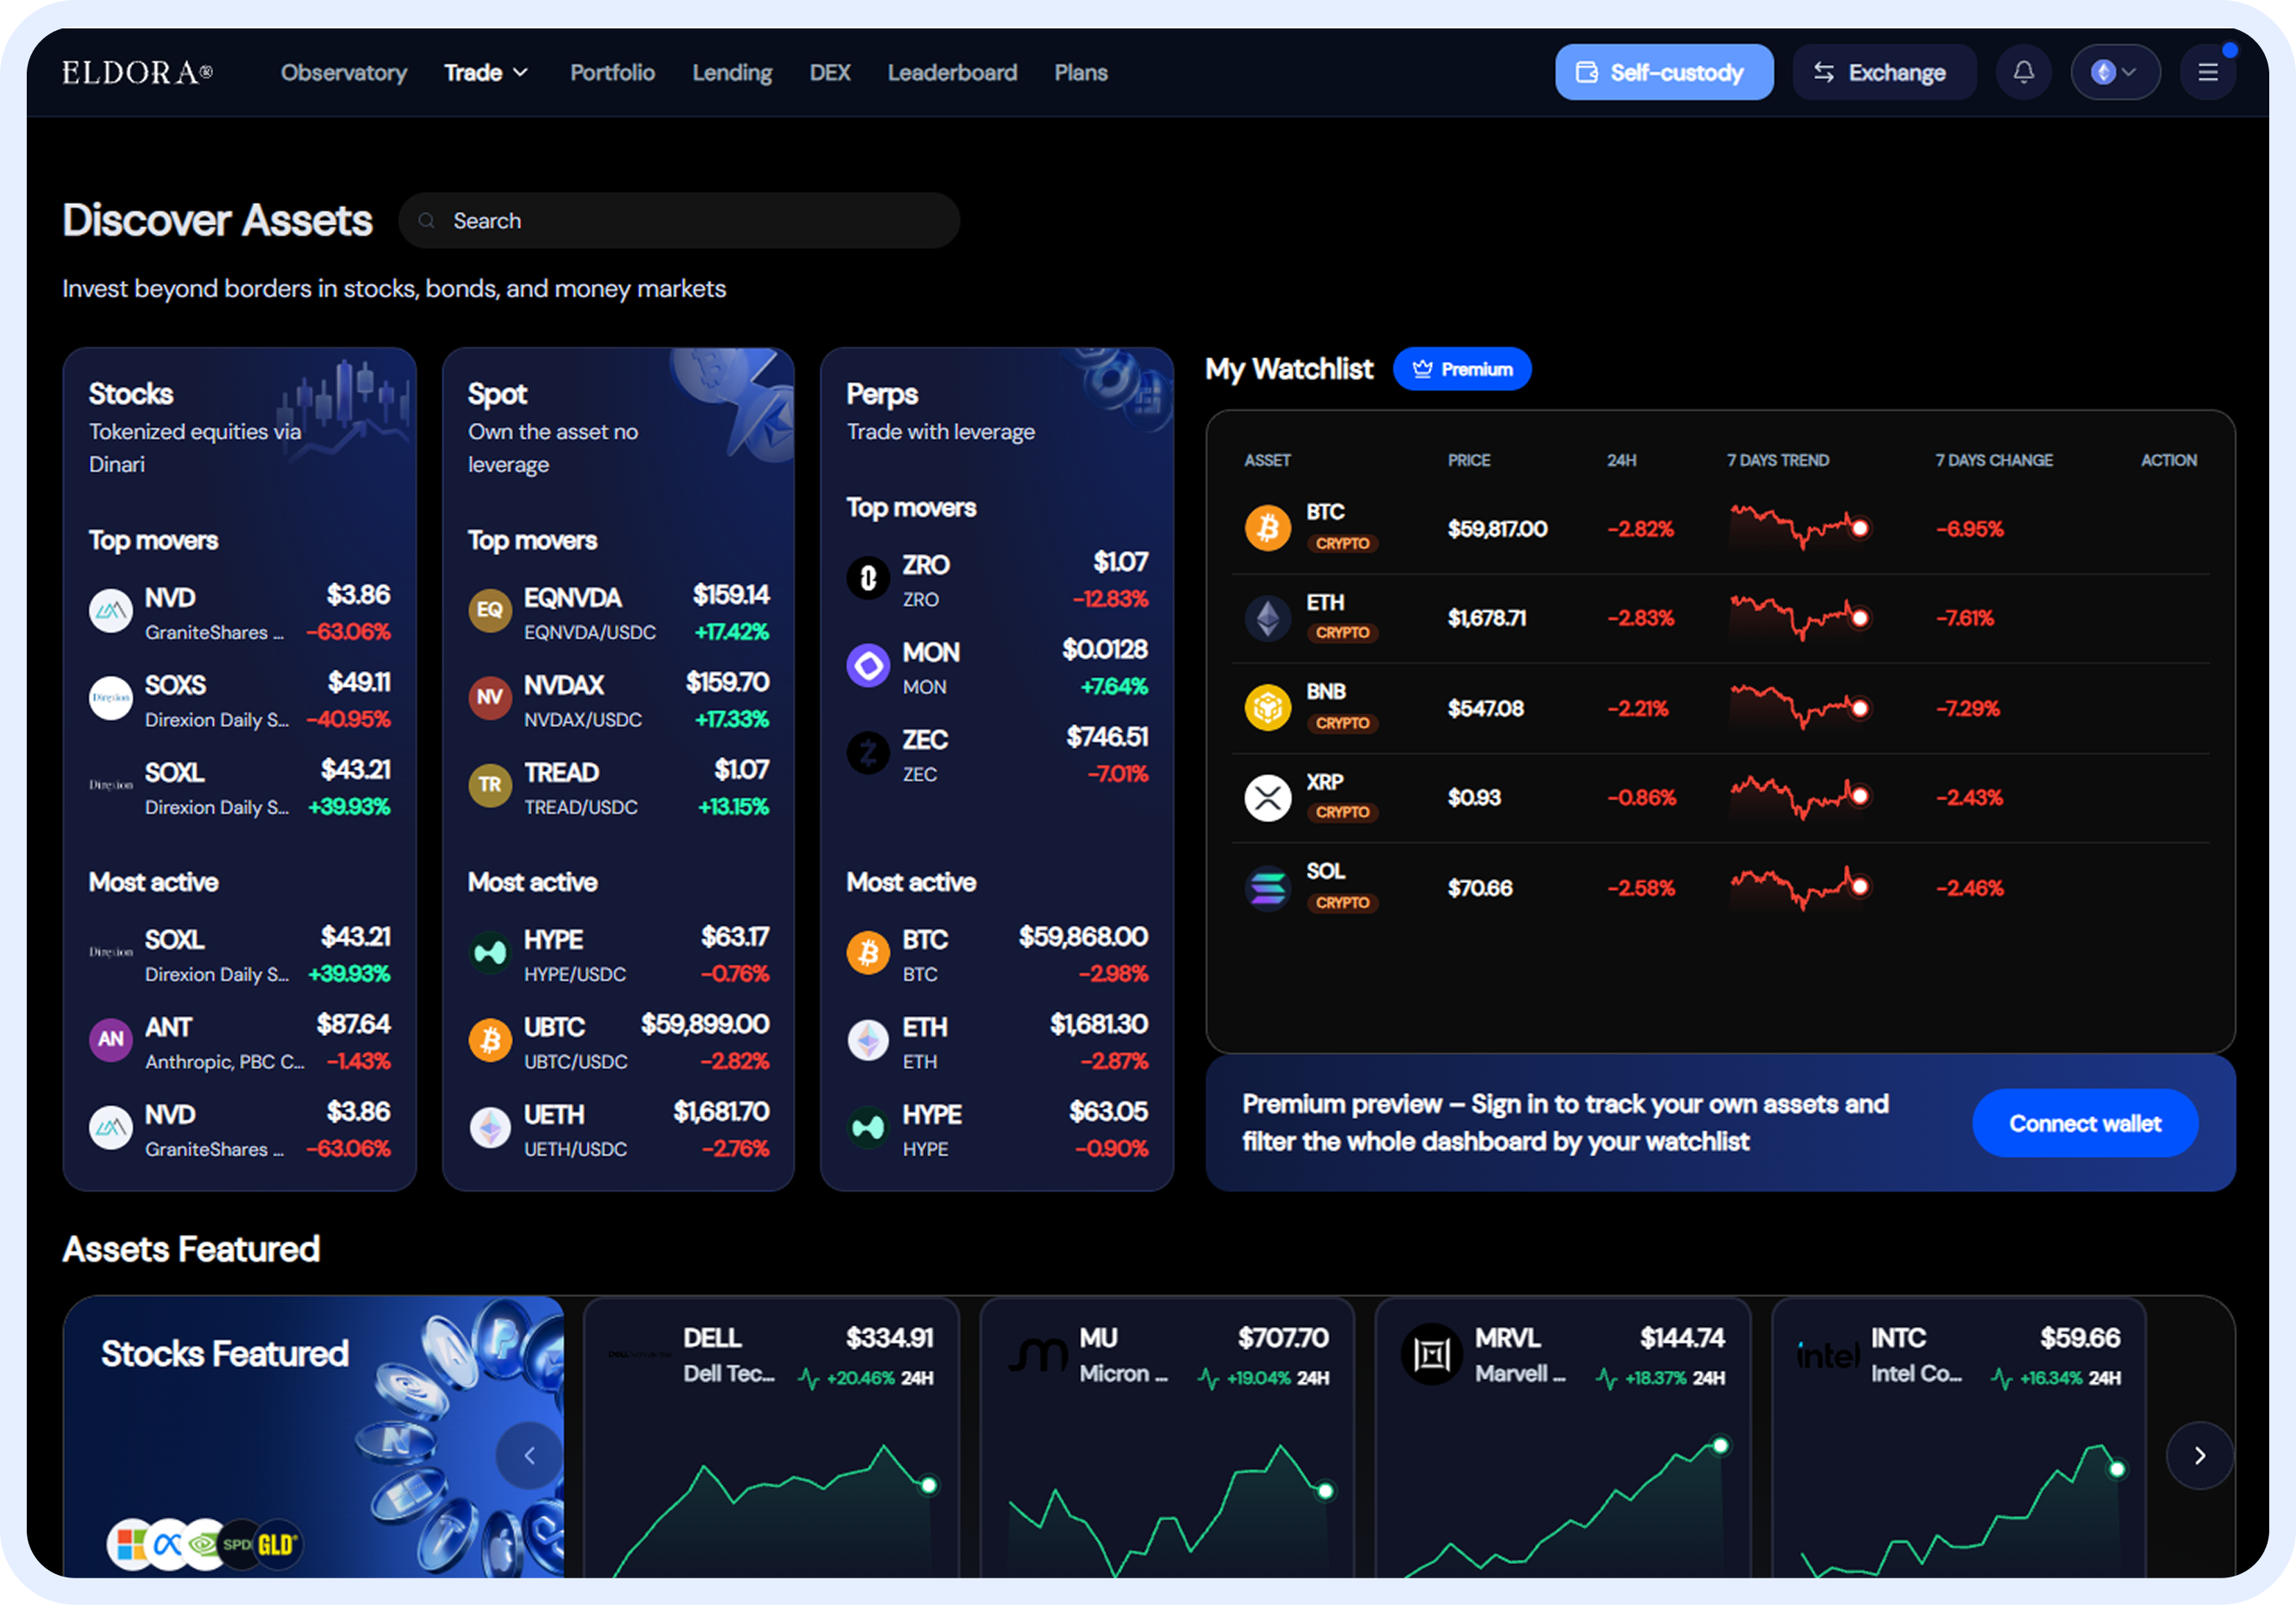 ELDORA®
Observatory
Trade
Portfolio
Lending
DEX
Leaderboard
Plans
Self-custody
Exchange
Discover Assets
Search
Invest beyond borders in stocks, bonds, and money markets
Stocks
Tokenized equities via
Dinari
Top movers
NVD $3.86
GraniteShares ... -63.06%
Direxion
SOXS $49.11
Direxion Daily S... -40.95%
Direxion
SOXL $43.21
Direxion Daily S... +39.93%
Most active
Direxion
SOXL $43.21
Direxion Daily S... +39.93%
AN
ANT $87.64
Anthropic, PBC C... -1.43%
NVD $3.86
GraniteShares ... -63.06%
Spot
Own the asset no
leverage
Top movers
EQ
EQNVDA $159.14
EQNVDA/USDC +17.42%
NV
NVDAX $159.70
NVDAX/USDC +17.33%
TR
TREAD $1.07
TREAD/USDC +13.15%
Most active
HYPE $63.17
HYPE/USDC -0.76%
UBTC $59,899.00
UBTC/USDC -2.82%
UETH $1,681.70
UETH/USDC -2.76%
Perps
Trade with leverage
Top movers
ZRO $1.07
ZRO -12.83%
MON $0.0128
MON +7.64%
ZEC $746.51
ZEC -7.01%
Most active
BTC $59,868.00
BTC -2.98%
ETH $1,681.30
ETH -2.87%
HYPE $63.05
HYPE -0.90%
My Watchlist
Premium
ASSET PRICE 24H 7 DAYS TREND 7 DAYS CHANGE ACTION
BTC
CRYPTO
$59,817.00 -2.82% -6.95%
ETH
CRYPTO
$1,678.71 -2.83% -7.61%
BNB
CRYPTO
$547.08 -2.21% -7.29%
XRP
CRYPTO
$0.93 -0.86% -2.43%
SOL
CRYPTO
$70.66 -2.58% -2.46%
Premium preview – Sign in to track your own assets and
filter the whole dashboard by your watchlist
Connect wallet
Assets Featured
Stocks Featured
SPD
GLD®
DELL $334.91
Dell Tec... +20.46% 24H
MU $707.70
Micron ... +19.04% 24H
MRVL $144.74
Marvell ... +18.37% 24H
intel
INTC $59.66
Intel Co... +16.34% 24H